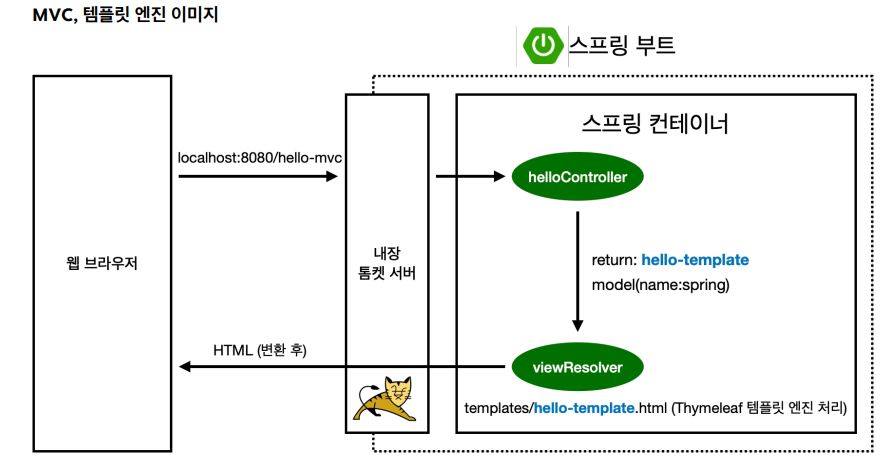 MVC, 템플릿 엔진 이미지
스프링 부트
스프링 컨테이너
localhost:8080/hello-mvc
helloController
웹 브라우저
내장
톰켓 서버
return: hello-template
model(name:spring)
HTML (변환 후)
viewResolver
templates/hello-template.html (Thymeleaf 템플릿 엔진 처리)